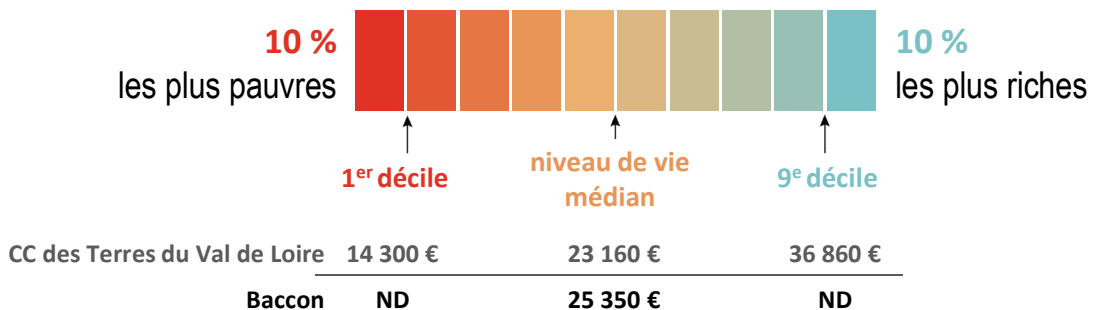 10 %
les plus pauvres
10 %
les plus riches
1er décile
niveau de vie
médian
9e décile
CC des Terres du Val de Loire 14 300 € 23 160 € 36 860 €
Baccon ND 25 350 € ND